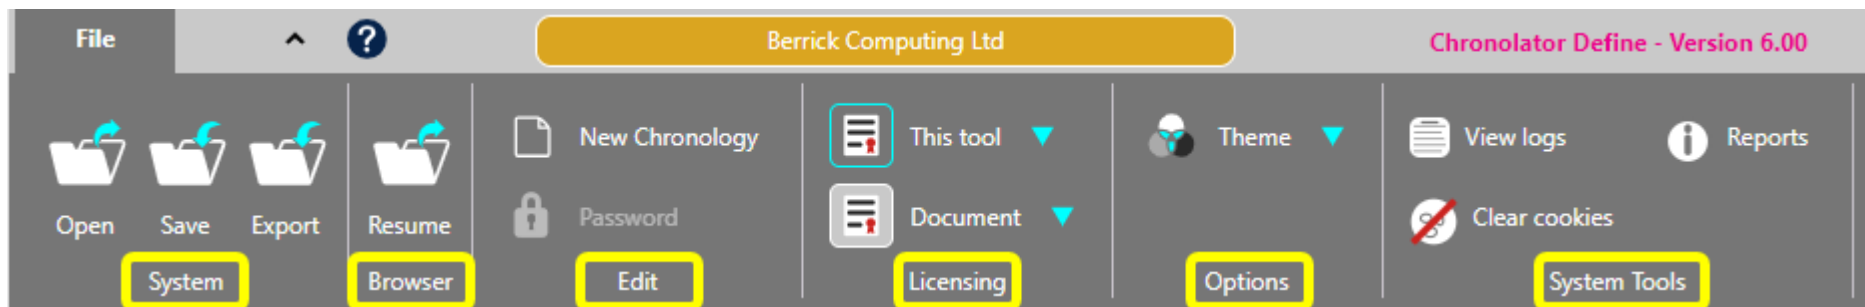 File ? Berrick Computing Ltd Chronolator Define - Version 6.00
New Chronology This tool Theme View logs Reports
Open Save Export Resume Password Document Clear cookies
System Browser Edit Licensing Options System Tools